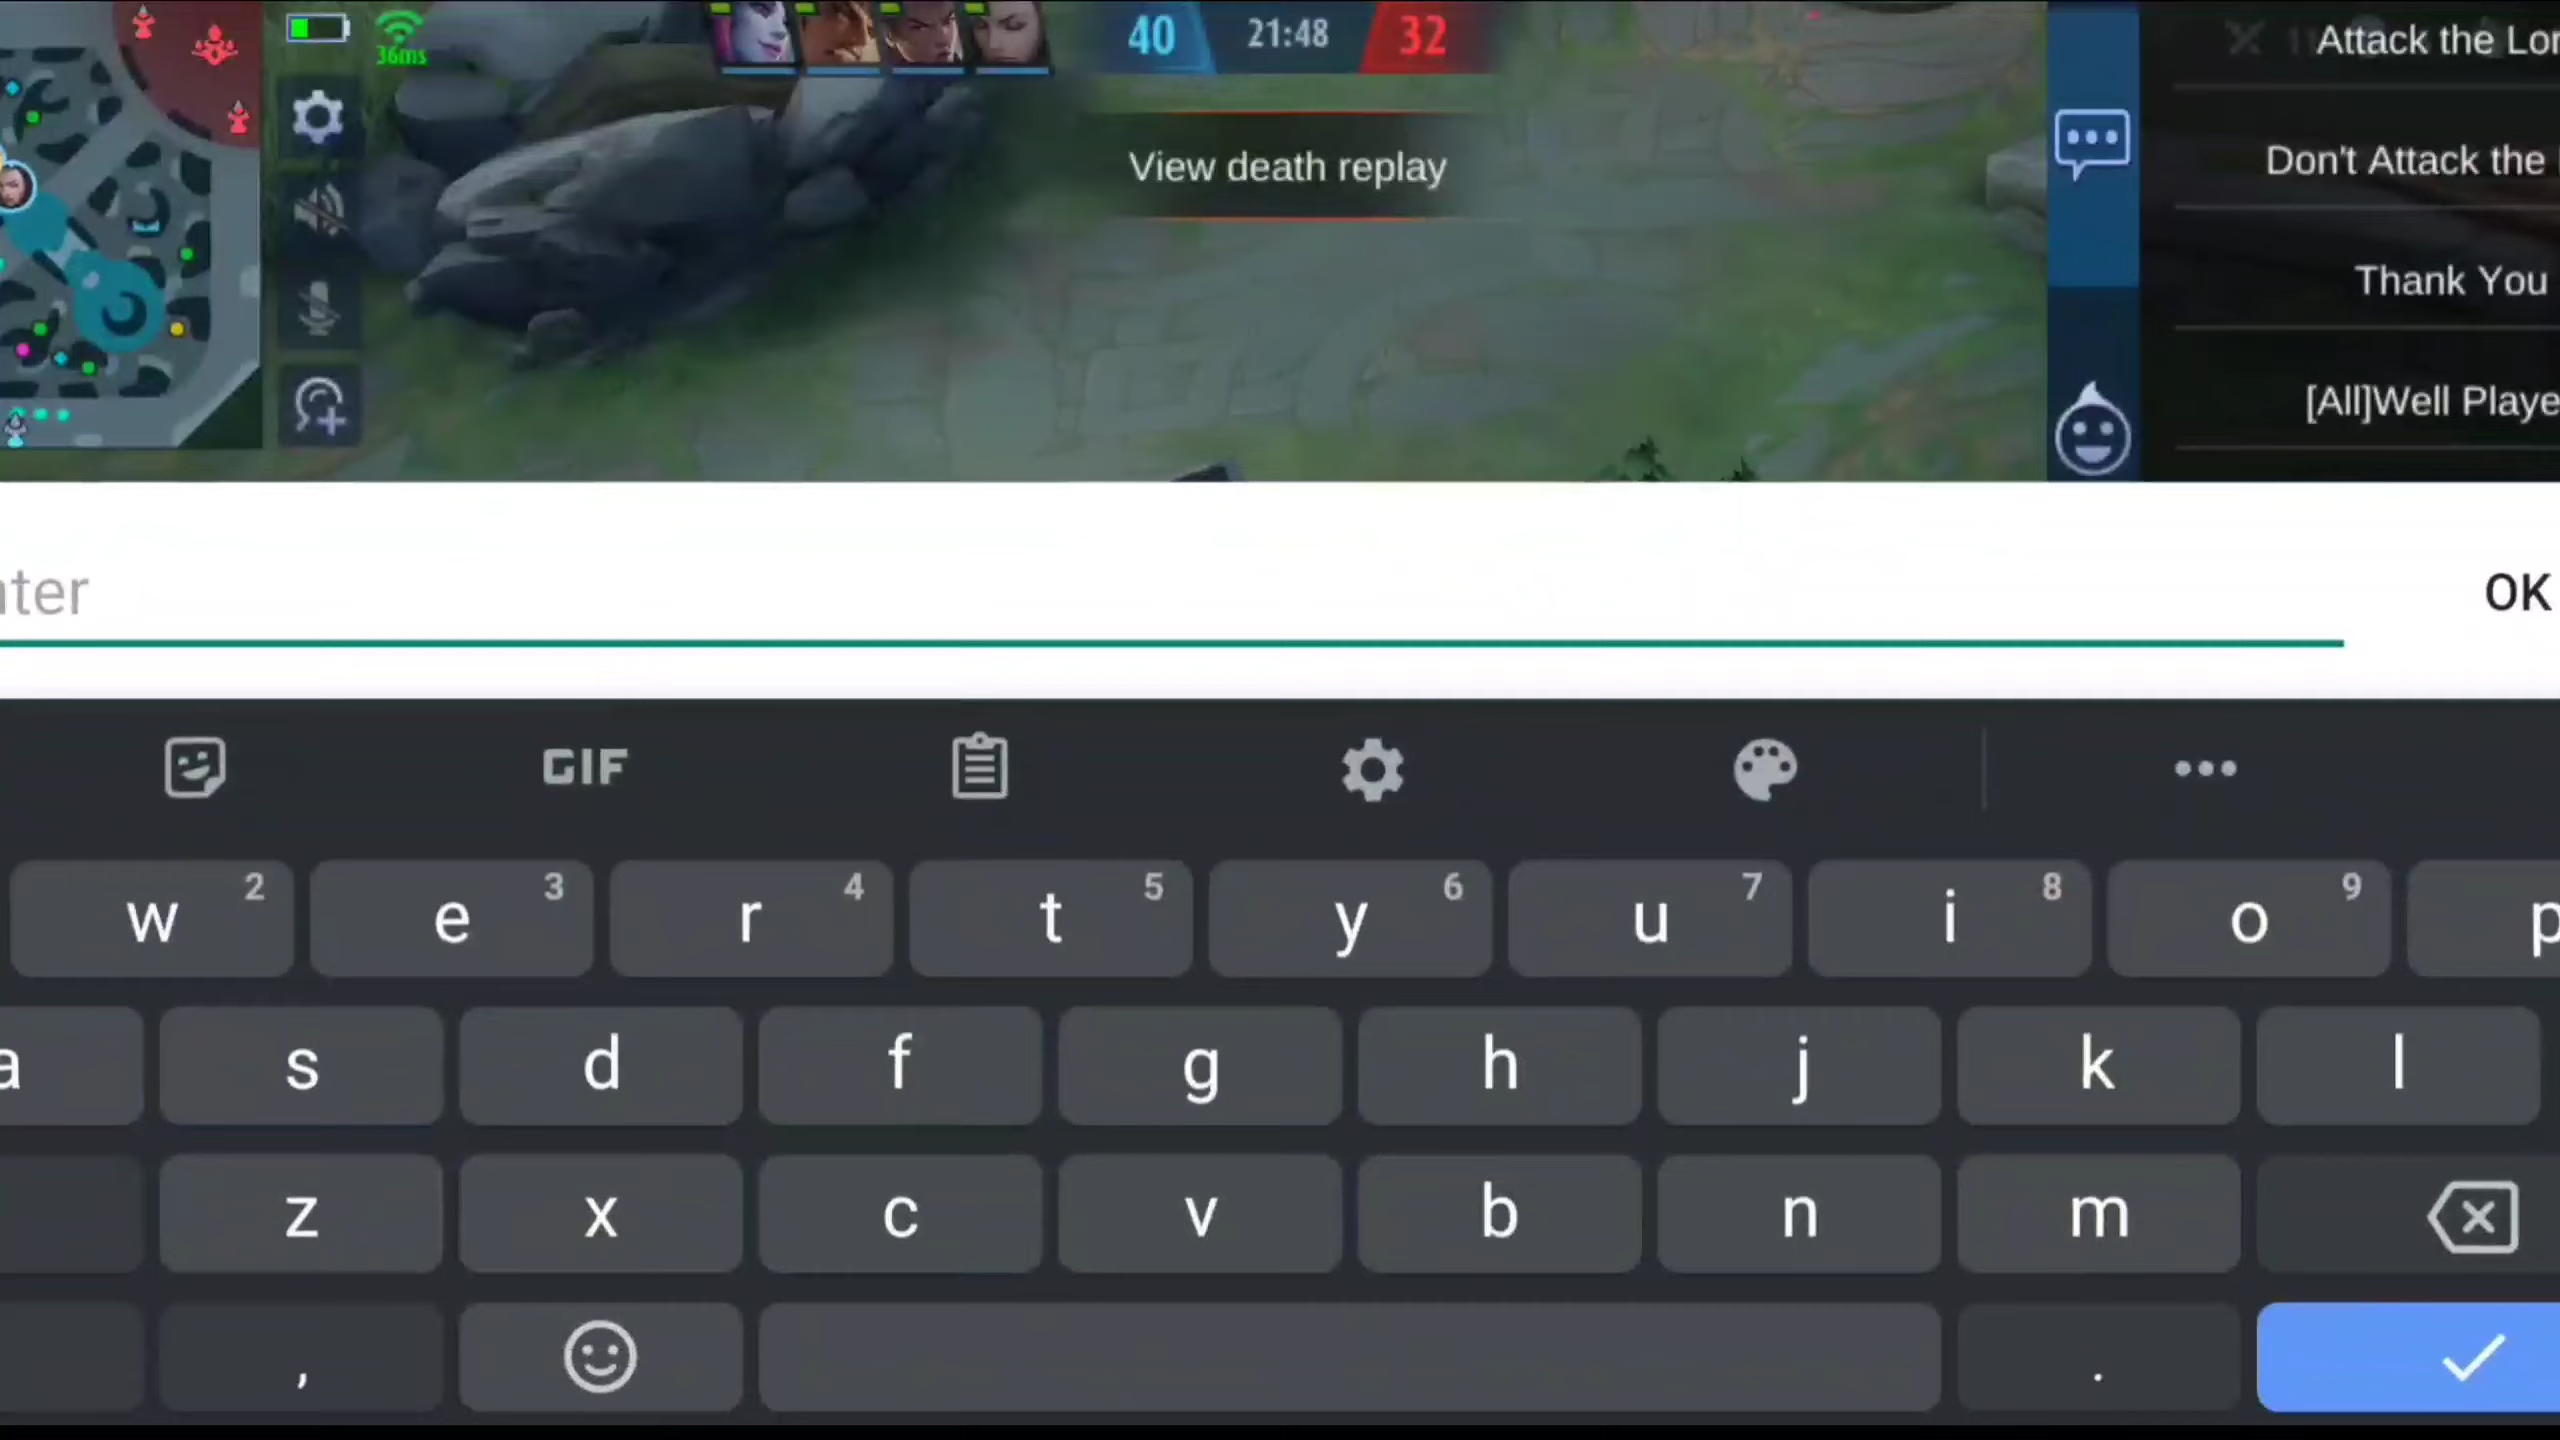 36ms
40 21:48 32
View death replay
Attack the Lor
Don't Attack the
Thank You
[All]Well Playe
nter
OK
GIF
w 2 e 3 r 4 t 5 y 6 u 7 i 8 o 9 p
a s d f g h j k l
z x c v b n m
, .